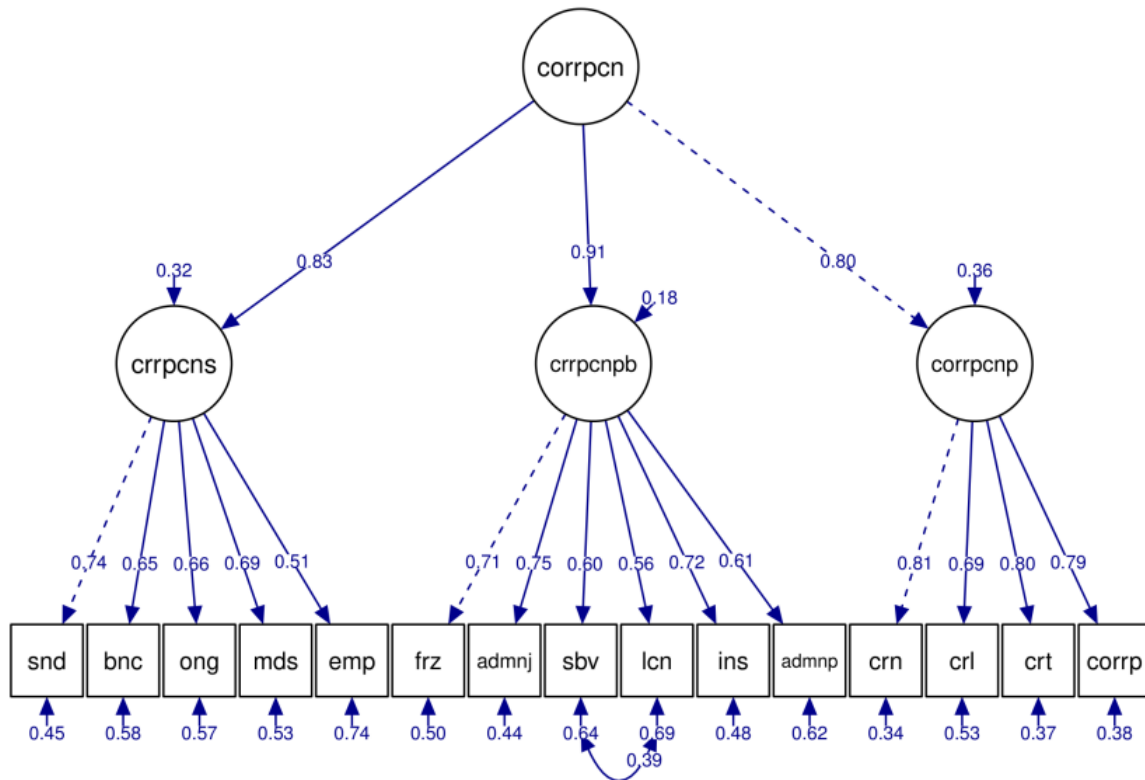 corrpcn
0.83
0.91
0.80
0.32
0.18
0.36
crrpcns
crrpcnpb
corrpcnp
0.74 0.65 0.66 0.69 0.51 0.71 0.75 0.60 0.56 0.72 0.61 0.81 0.69 0.80 0.79
snd bnc ong mds emp frz admnj sbv lcn ins admnp crn crl crt corrp
0.45 0.58 0.57 0.53 0.74 0.50 0.44 0.64 0.69 0.48 0.62 0.34 0.53 0.37 0.38
0.39